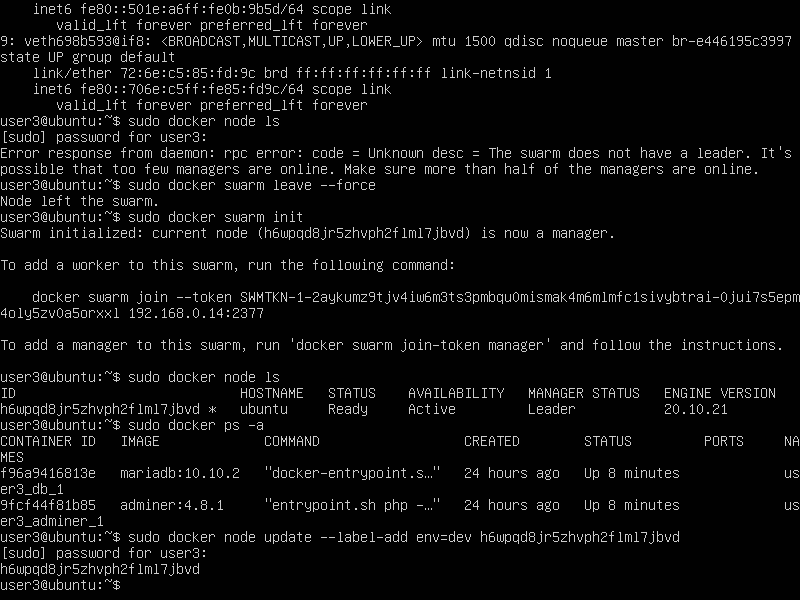 inet6 fe80::501e:a6ff:fe0b:9b5d/64 scope link
       valid_lft forever preferred_lft forever
9: veth698b593@if8: <BROADCAST,MULTICAST,UP,LOWER_UP> mtu 1500 qdisc noqueue master br-e446195c3997
state UP group default
    link/ether 72:6e:c5:85:fd:9c brd ff:ff:ff:ff:ff:ff link-netnsid 1
    inet6 fe80::706e:c5ff:fe85:fd9c/64 scope link
       valid_lft forever preferred_lft forever
user3@ubuntu:~$ sudo docker node ls
[sudo] password for user3:
Error response from daemon: rpc error: code = Unknown desc = The swarm does not have a leader. It's
possible that too few managers are online. Make sure more than half of the managers are online.
user3@ubuntu:~$ sudo docker swarm leave --force
Node left the swarm.
user3@ubuntu:~$ sudo docker swarm init
Swarm initialized: current node (h6wpqd8jr5zhvph2flml7jbvd) is now a manager.

To add a worker to this swarm, run the following command:

    docker swarm join --token SWMTKN-1-2aykumz9tjv4iw6m3ts3pmbqu0mismak4m6mlmfc1sivybtrai-0jui7s5epm
4oly5zv0a5orxxl 192.168.0.14:2377

To add a manager to this swarm, run 'docker swarm join-token manager' and follow the instructions.

user3@ubuntu:~$ sudo docker node ls
ID                            HOSTNAME   STATUS    AVAILABILITY   MANAGER STATUS   ENGINE VERSION
h6wpqd8jr5zhvph2flml7jbvd *   ubuntu     Ready     Active         Leader           20.10.21
user3@ubuntu:~$ sudo docker ps -a
CONTAINER ID   IMAGE             COMMAND                  CREATED        STATUS         PORTS     NA
MES
f96a9416813e   mariadb:10.10.2   "docker-entrypoint.s…"   24 hours ago   Up 8 minutes             us
er3_db_1
9fcf44f81b85   adminer:4.8.1     "entrypoint.sh php -…"   24 hours ago   Up 8 minutes             us
er3_adminer_1
user3@ubuntu:~$ sudo docker node update --label-add env=dev h6wpqd8jr5zhvph2flml7jbvd
[sudo] password for user3:
h6wpqd8jr5zhvph2flml7jbvd
user3@ubuntu:~$